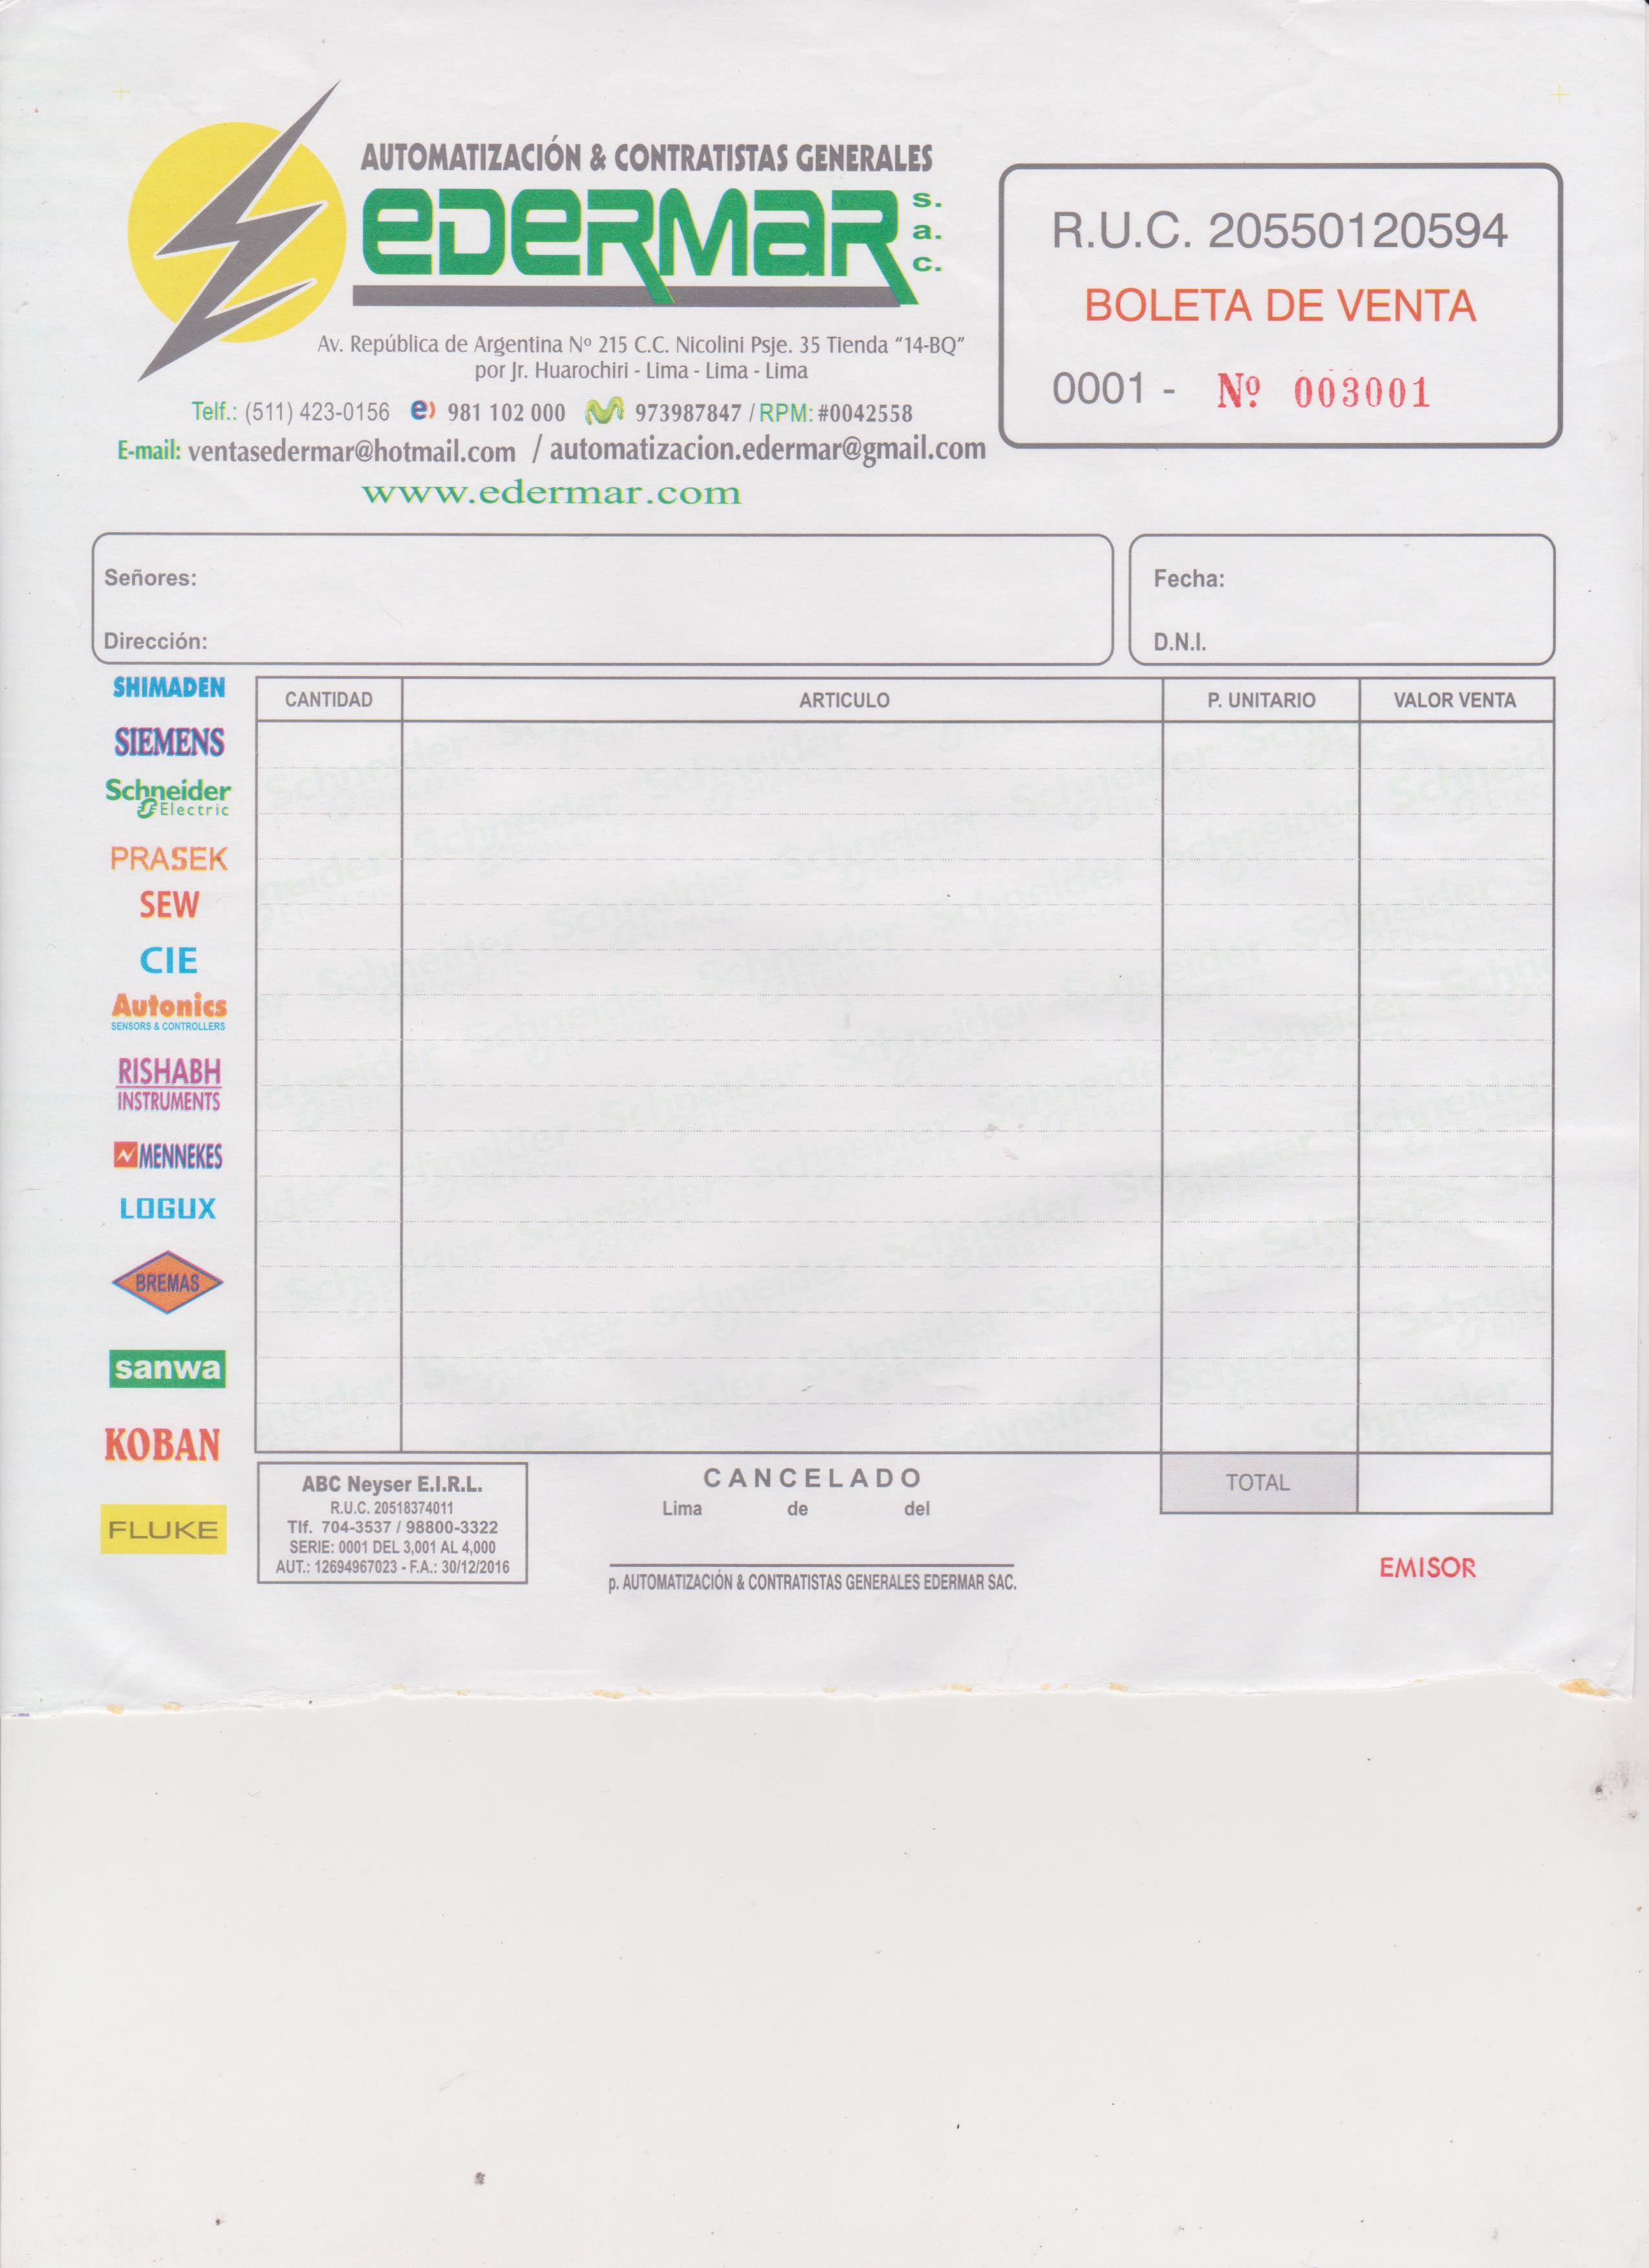 AUTOMATIZACIÓN & CONTRATISTAS GENERALES
EDERMAR s.a.c.
Av. República de Argentina Nº 215 C.C. Nicolini Psje. 35 Tienda "14-BQ"
por Jr. Huarochiri - Lima - Lima - Lima
Telf.: (511) 423-0156 e) 981 102 000 973987847 / RPM: #0042558
E-mail: ventasedermar@hotmail.com / automatizacion.edermar@gmail.com
www.edermar.com
R.U.C. 20550120594
BOLETA DE VENTA
0001 - Nº 003001
Señores:
Dirección:
Fecha:
D.N.I.
SHIMADEN
SIEMENS
Schneider
Electric
PRASEK
SEW
CIE
Autonics
SENSORS & CONTROLLERS
RISHABH
INSTRUMENTS
MENNEKES
LOGUX
BREMAS
sanwa
KOBAN
FLUKE
CANTIDAD ARTICULO P. UNITARIO VALOR VENTA
TOTAL
ABC Neyser E.I.R.L.
R.U.C. 20518374011
Tlf. 704-3537 / 98800-3322
SERIE: 0001 DEL 3,001 AL 4,000
AUT.: 12694967023 - F.A.: 30/12/2016
CANCELADO
Lima de del
p. AUTOMATIZACIÓN & CONTRATISTAS GENERALES EDERMAR SAC.
EMISOR